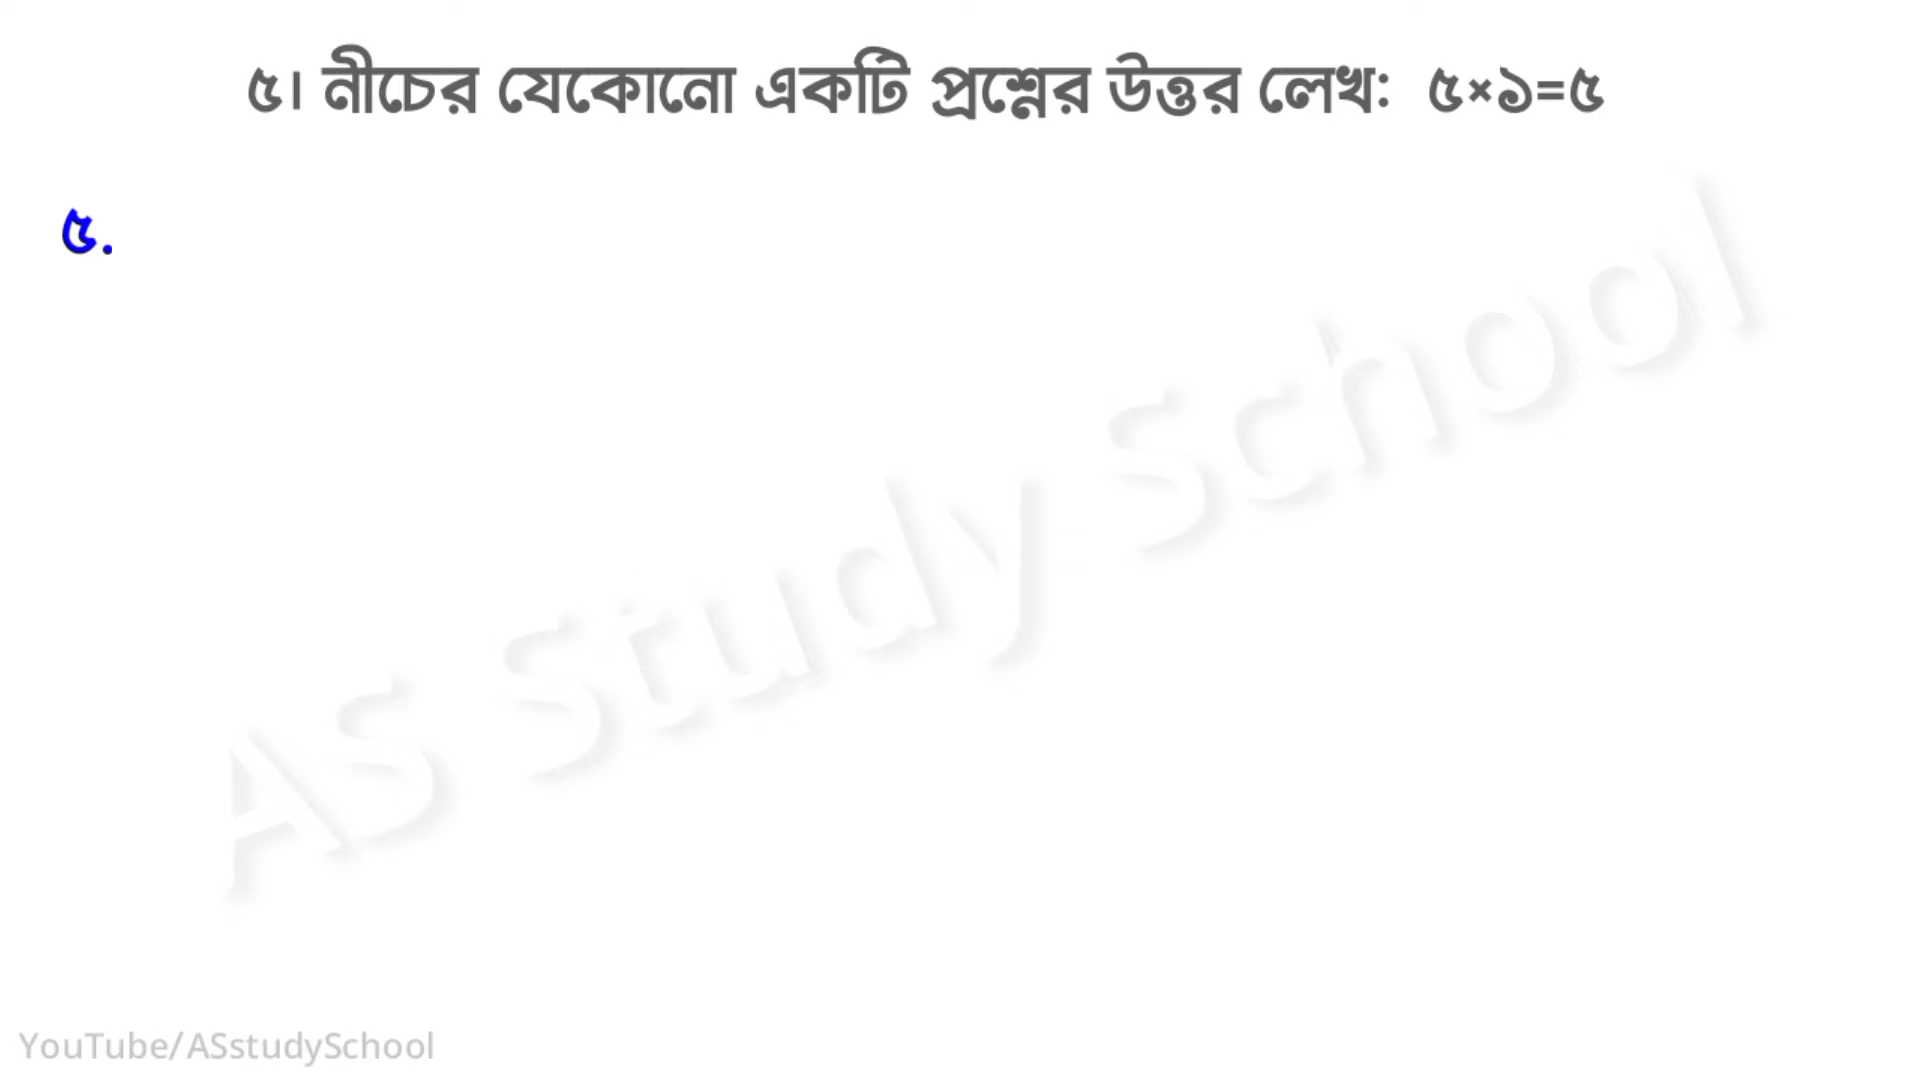 ৫। নীচের যেকোনো একটি প্রশ্নের উত্তর লেখ: ৫×১=৫
৫.
AS Study School
YouTube/ASstudySchool